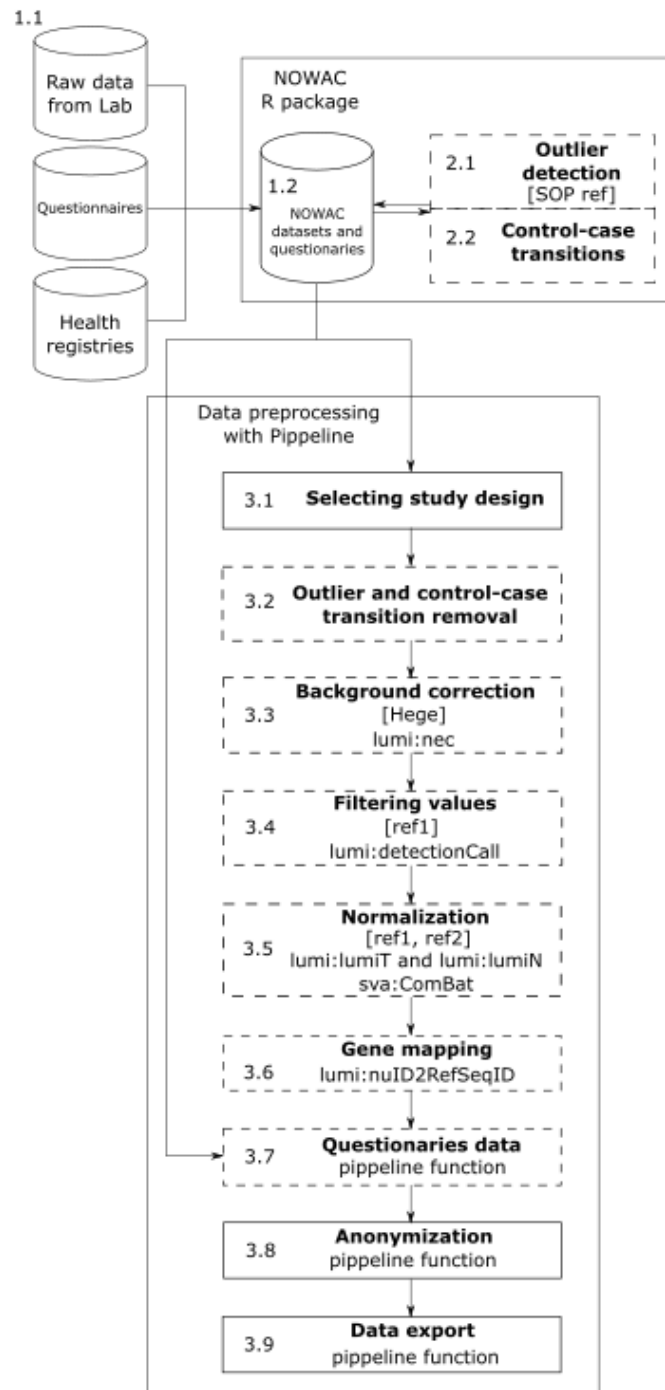 1.1
Raw data
from Lab
Questionnaires
Health
registries
NOWAC
R package
1.2
NOWAC
datasets and
questionaries
2.1
Outlier
detection
[SOP ref]
2.2
Control-case
transitions
Data preprocessing
with Pippeline
3.1
Selecting study design
3.2
Outlier and control-case
transition removal
3.3
Background correction
[Hege]
lumi:nec
3.4
Filtering values
[ref1]
lumi:detectionCall
3.5
Normalization
[ref1, ref2]
lumi:lumiT and lumi:lumiN
sva:ComBat
3.6
Gene mapping
lumi:nuID2RefSeqID
3.7
Questionaries data
pippeline function
3.8
Anonymization
pippeline function
3.9
Data export
pippeline function